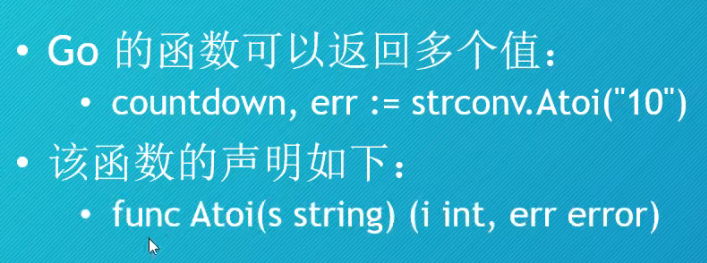 • Go 的函数可以返回多个值：
• countdown, err := strconv.Atoi("10")
• 该函数的声明如下：
• func Atoi(s string) (i int, err error)